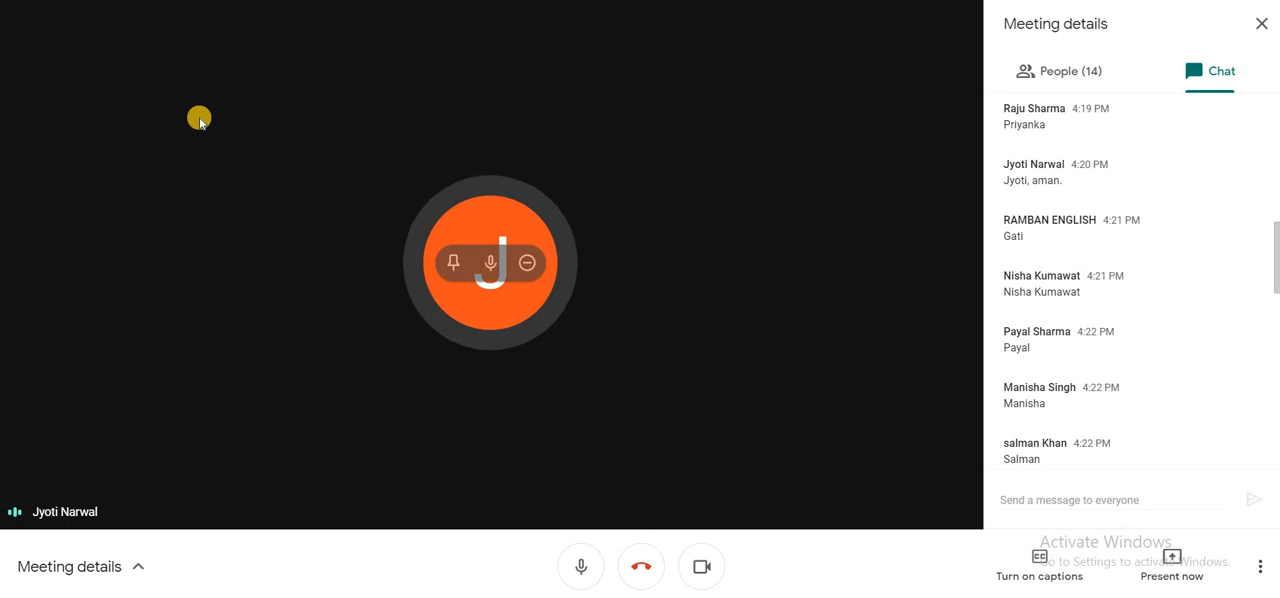 Meeting details
People (14)
Chat
Raju Sharma 4:19 PM
Priyanka
Jyoti Narwal 4:20 PM
Jyoti, aman.
RAMBAN ENGLISH 4:21 PM
Gati
Nisha Kumawat 4:21 PM
Nisha Kumawat
Payal Sharma 4:22 PM
Payal
Manisha Singh 4:22 PM
Manisha
salman Khan 4:22 PM
Salman
Send a message to everyone
J
Jyoti Narwal
Meeting details
CC
Turn on captions
Present now
Activate Windows
Go to Settings to activate Windows.